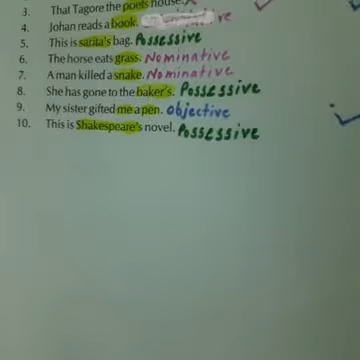 3. That Tagore the poets house.
4. Johan reads a book.
5. This is sarita's bag. Possessive
6. The horse eats grass. Nominative
7. A man killed a snake. Nominative
8. She has gone to the baker's. Possessive
9. My sister gifted me a pen. objective
10. This is Shakespeare's novel. Possessive